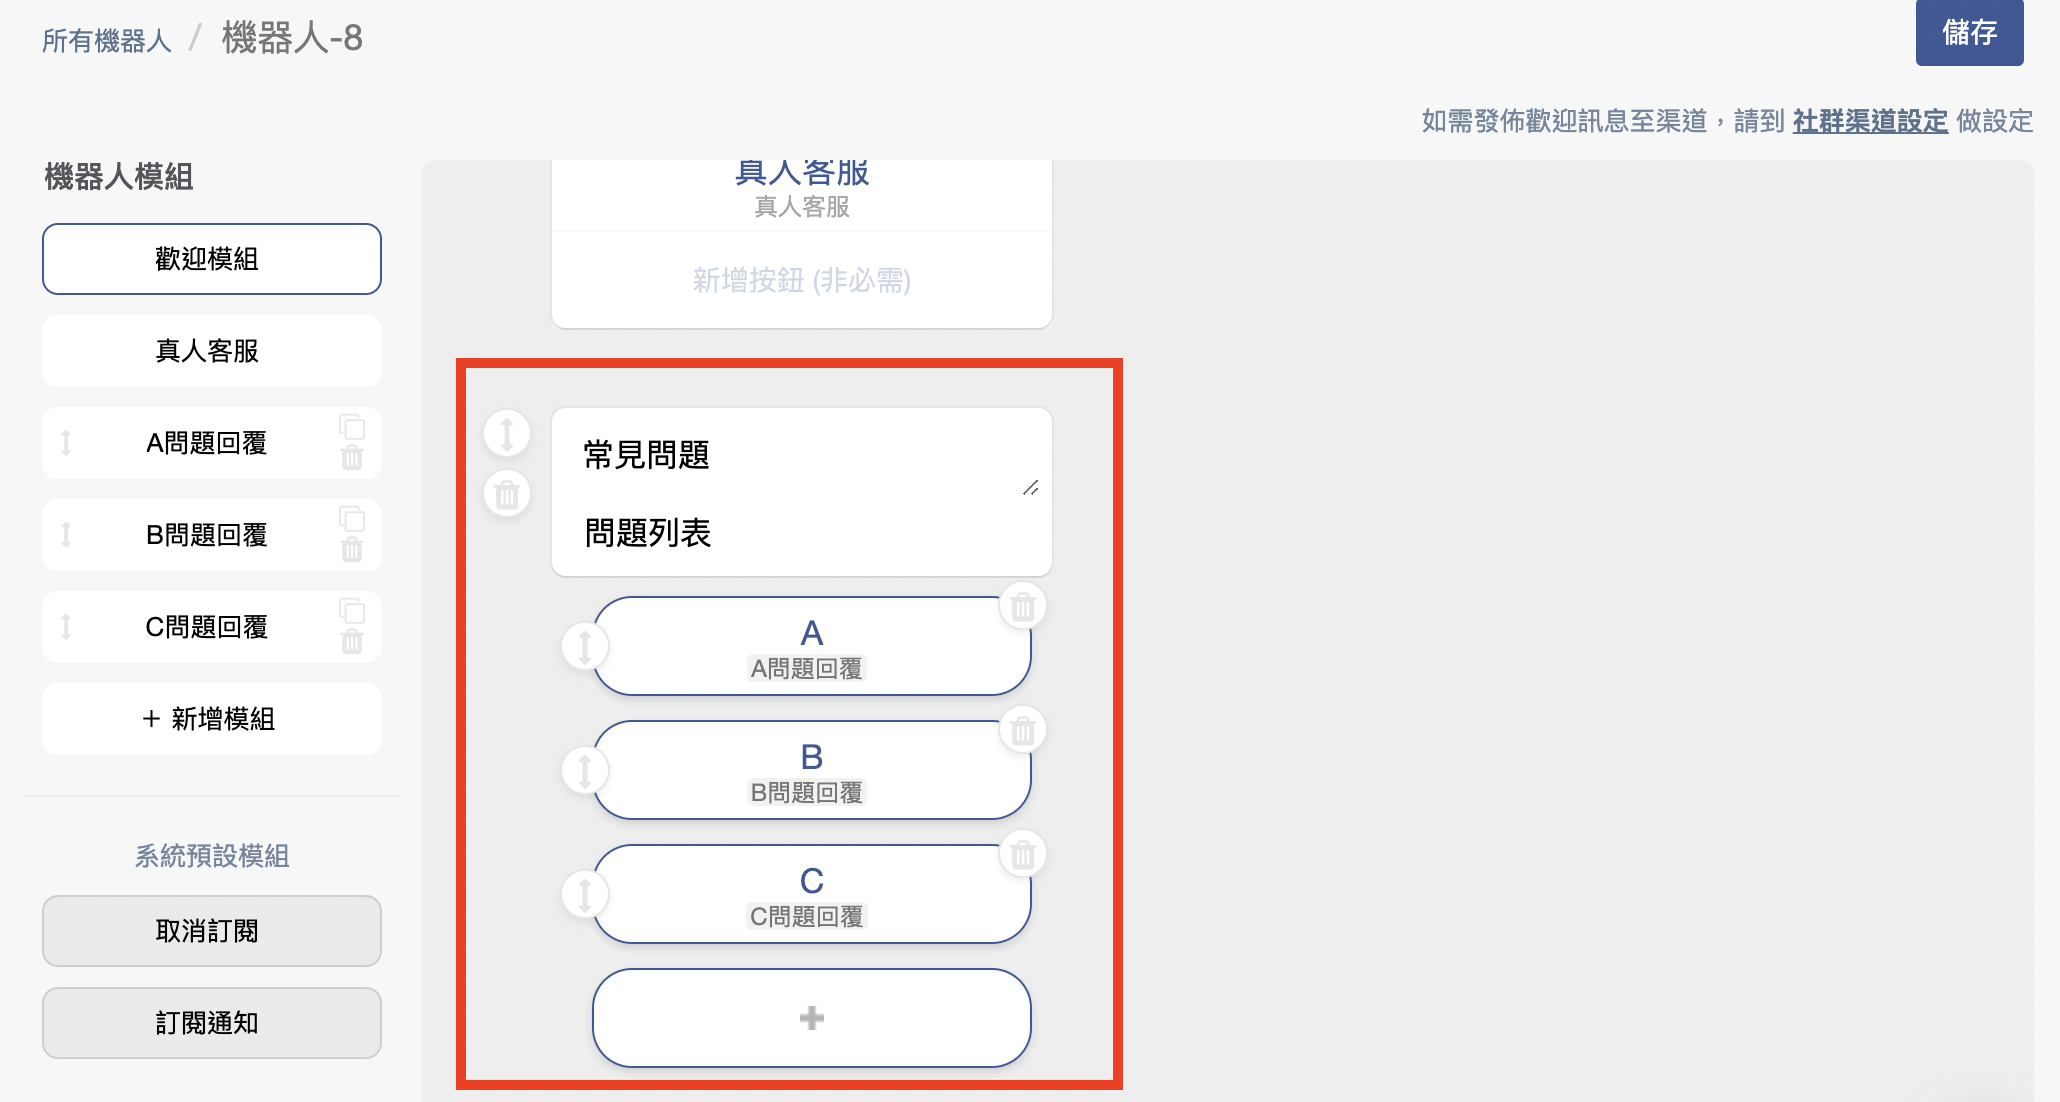 所有機器人 / 機器人-8
儲存
如需發佈歡迎訊息至渠道，請到 社群渠道設定 做設定
機器人模組
歡迎模組
真人客服
A問題回覆
B問題回覆
C問題回覆
+ 新增模組
系統預設模組
取消訂閱
訂閱通知
真人客服
真人客服
新增按鈕 (非必需)
常見問題
問題列表
A
A問題回覆
B
B問題回覆
C
C問題回覆
+